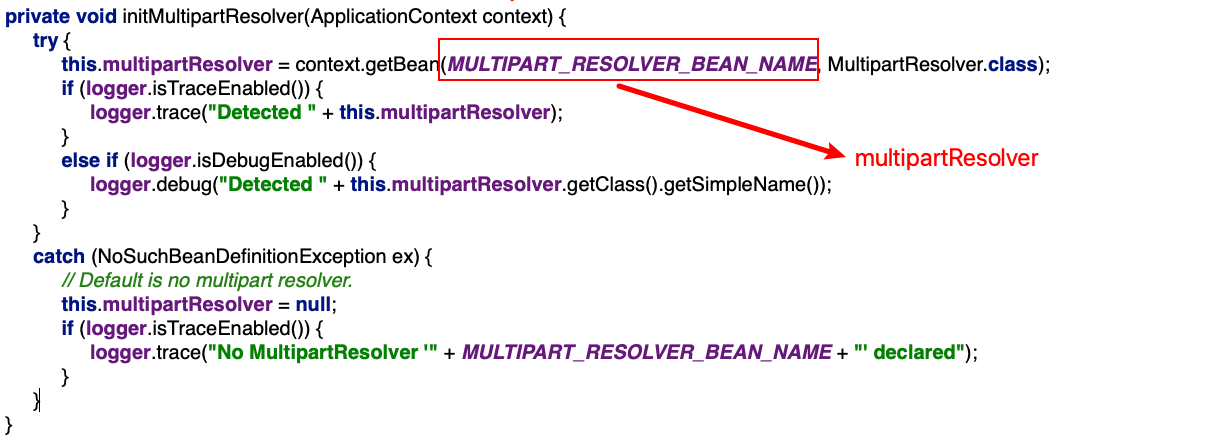 private void initMultipartResolver(ApplicationContext context) {
try {
this.multipartResolver = context.getBean(MULTIPART_RESOLVER_BEAN_NAME, MultipartResolver.class);
if (logger.isTraceEnabled()) {
logger.trace("Detected " + this.multipartResolver);
}
else if (logger.isDebugEnabled()) {
logger.debug("Detected " + this.multipartResolver.getClass().getSimpleName());
}
}
catch (NoSuchBeanDefinitionException ex) {
// Default is no multipart resolver.
this.multipartResolver = null;
if (logger.isTraceEnabled()) {
logger.trace("No MultipartResolver '" + MULTIPART_RESOLVER_BEAN_NAME + "' declared");
}
}
}
multipartResolver